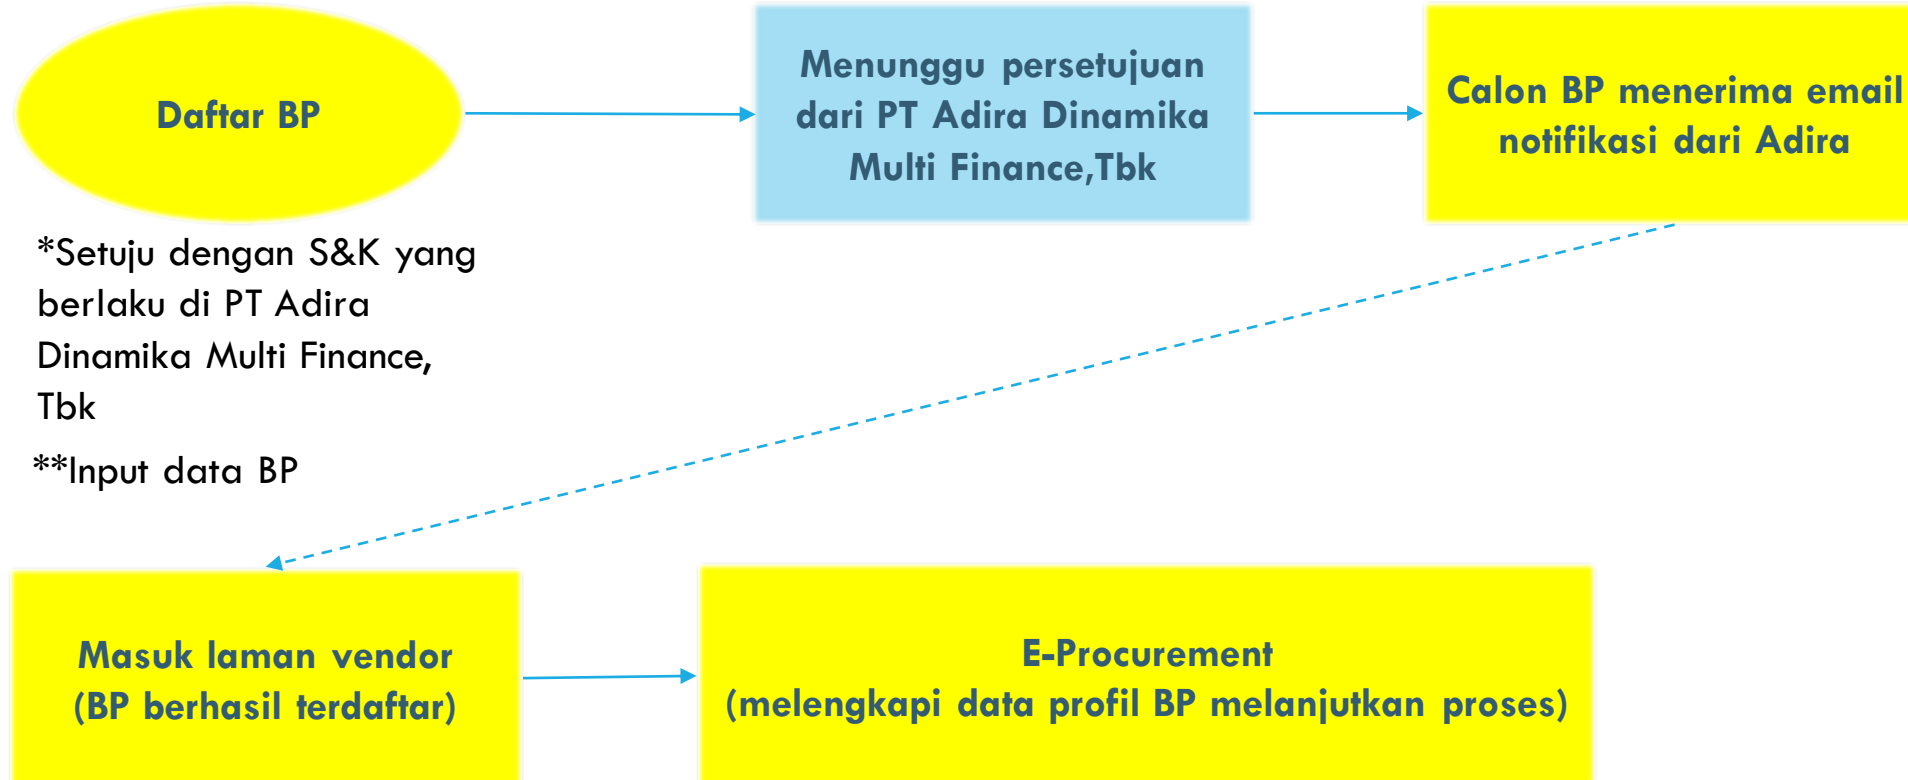 Daftar BP
Menunggu persetujuan
dari PT Adira Dinamika
Multi Finance,Tbk
Calon BP menerima email
notifikasi dari Adira
*Setuju dengan S&K yang
berlaku di PT Adira
Dinamika Multi Finance,
Tbk
**Input data BP
Masuk laman vendor
(BP berhasil terdaftar)
E-Procurement
(melengkapi data profil BP melanjutkan proses)